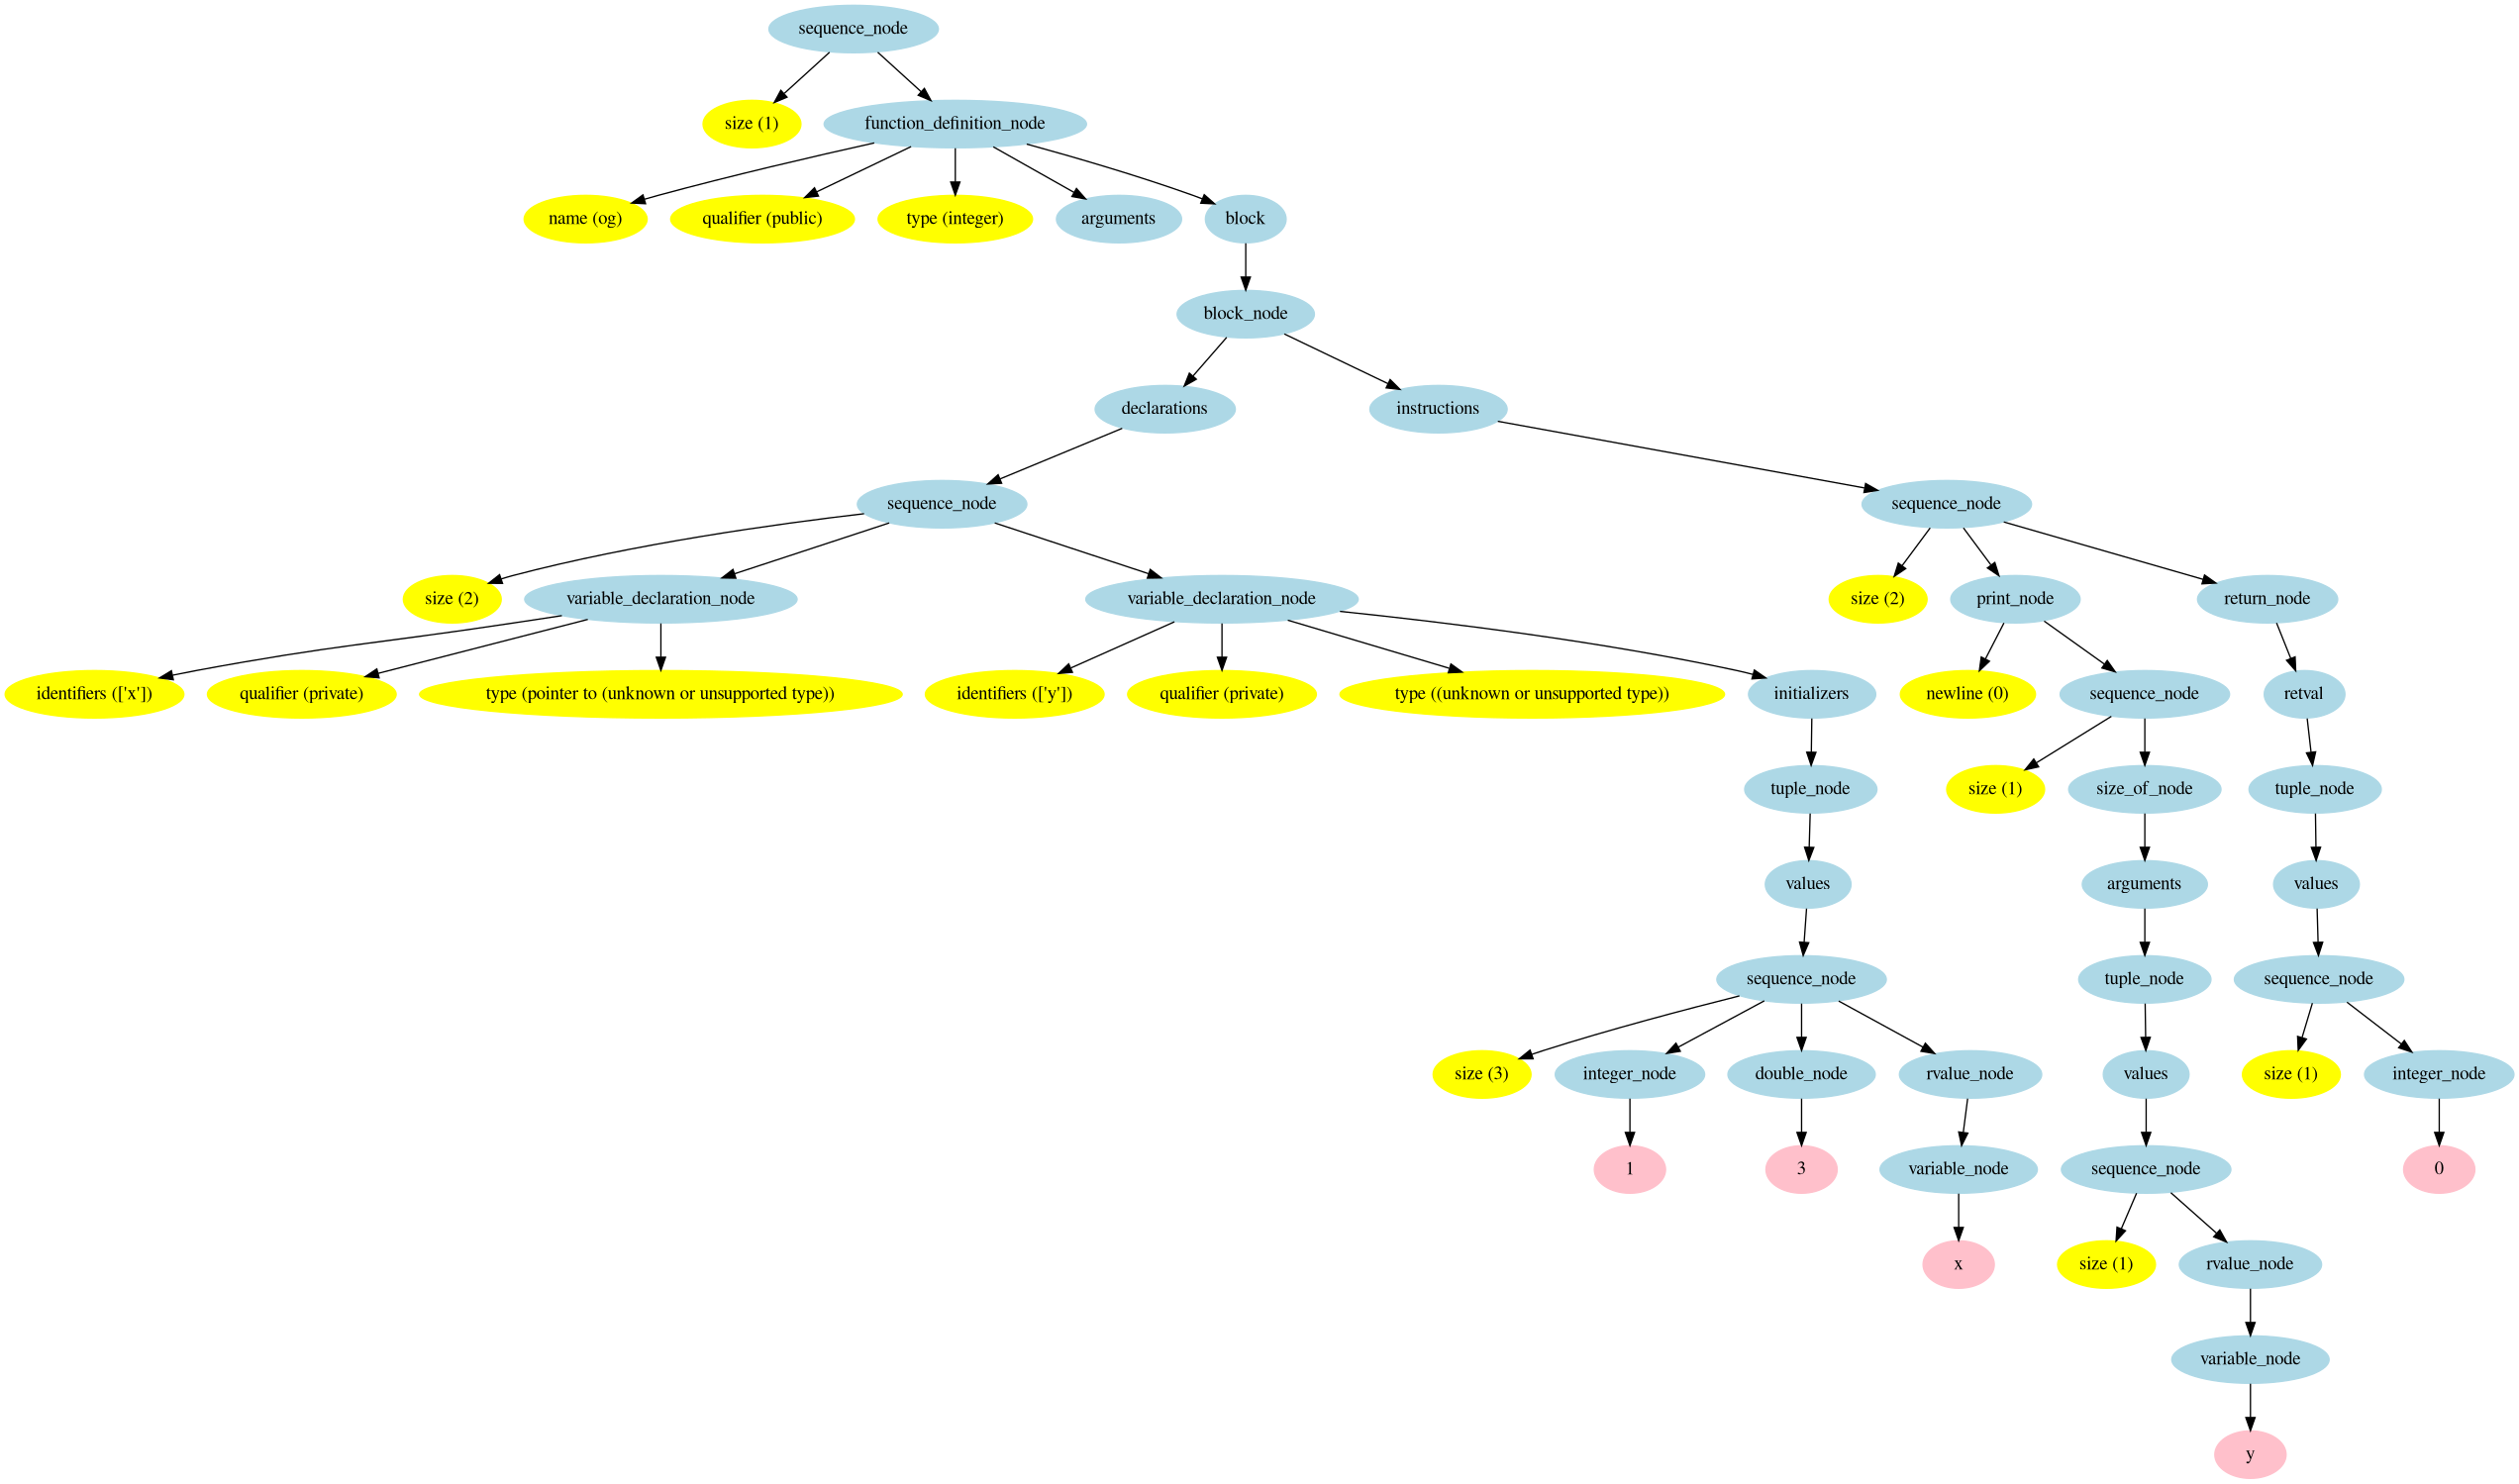 sequence_node
size (1)
function_definition_node
name (og)
qualifier (public)
type (integer)
arguments
block
block_node
declarations
instructions
sequence_node
sequence_node
size (2)
variable_declaration_node
variable_declaration_node
size (2)
print_node
return_node
identifiers (['x'])
qualifier (private)
type (pointer to (unknown or unsupported type))
identifiers (['y'])
qualifier (private)
type ((unknown or unsupported type))
initializers
newline (0)
sequence_node
retval
tuple_node
size (1)
size_of_node
tuple_node
values
arguments
values
sequence_node
tuple_node
sequence_node
size (3)
integer_node
double_node
rvalue_node
values
size (1)
integer_node
1
3
variable_node
sequence_node
0
x
size (1)
rvalue_node
variable_node
y